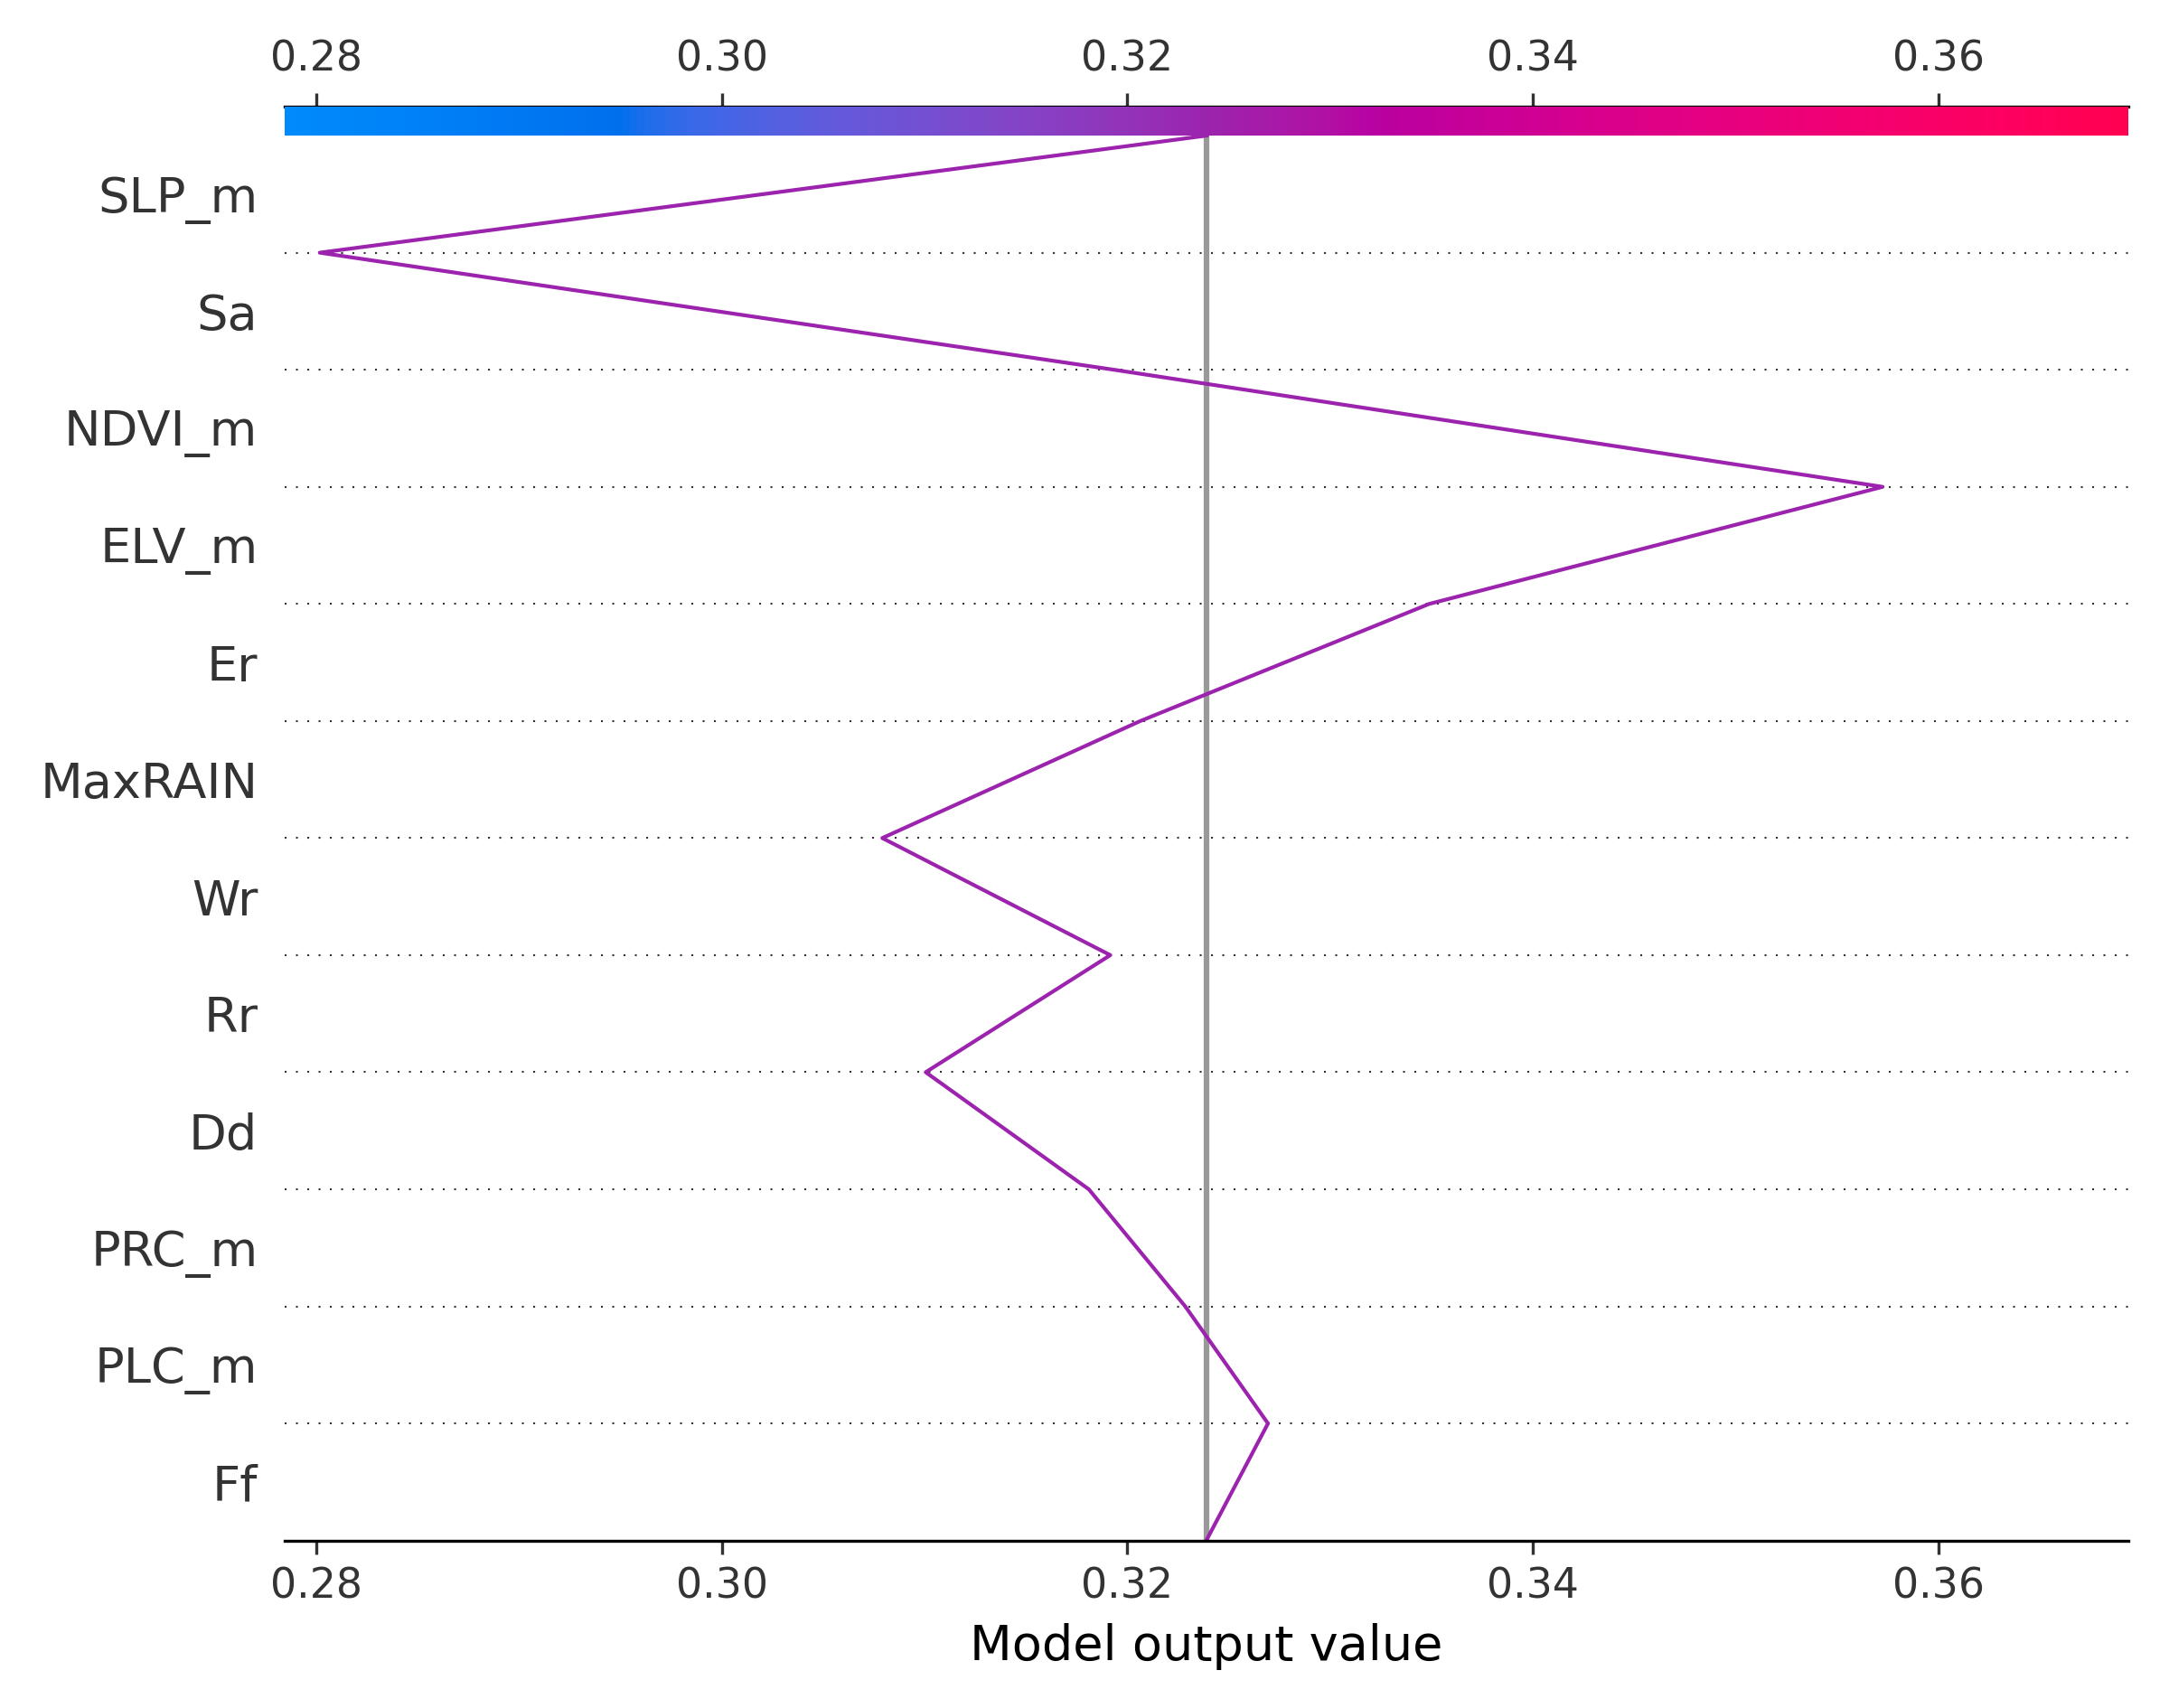 0.28 0.30 0.32 0.34 0.36
SLP_m
Sa
NDVI_m
ELV_m
Er
MaxRAIN
Wr
Rr
Dd
PRC_m
PLC_m
Ff
0.28 0.30 0.32 0.34 0.36
Model output value